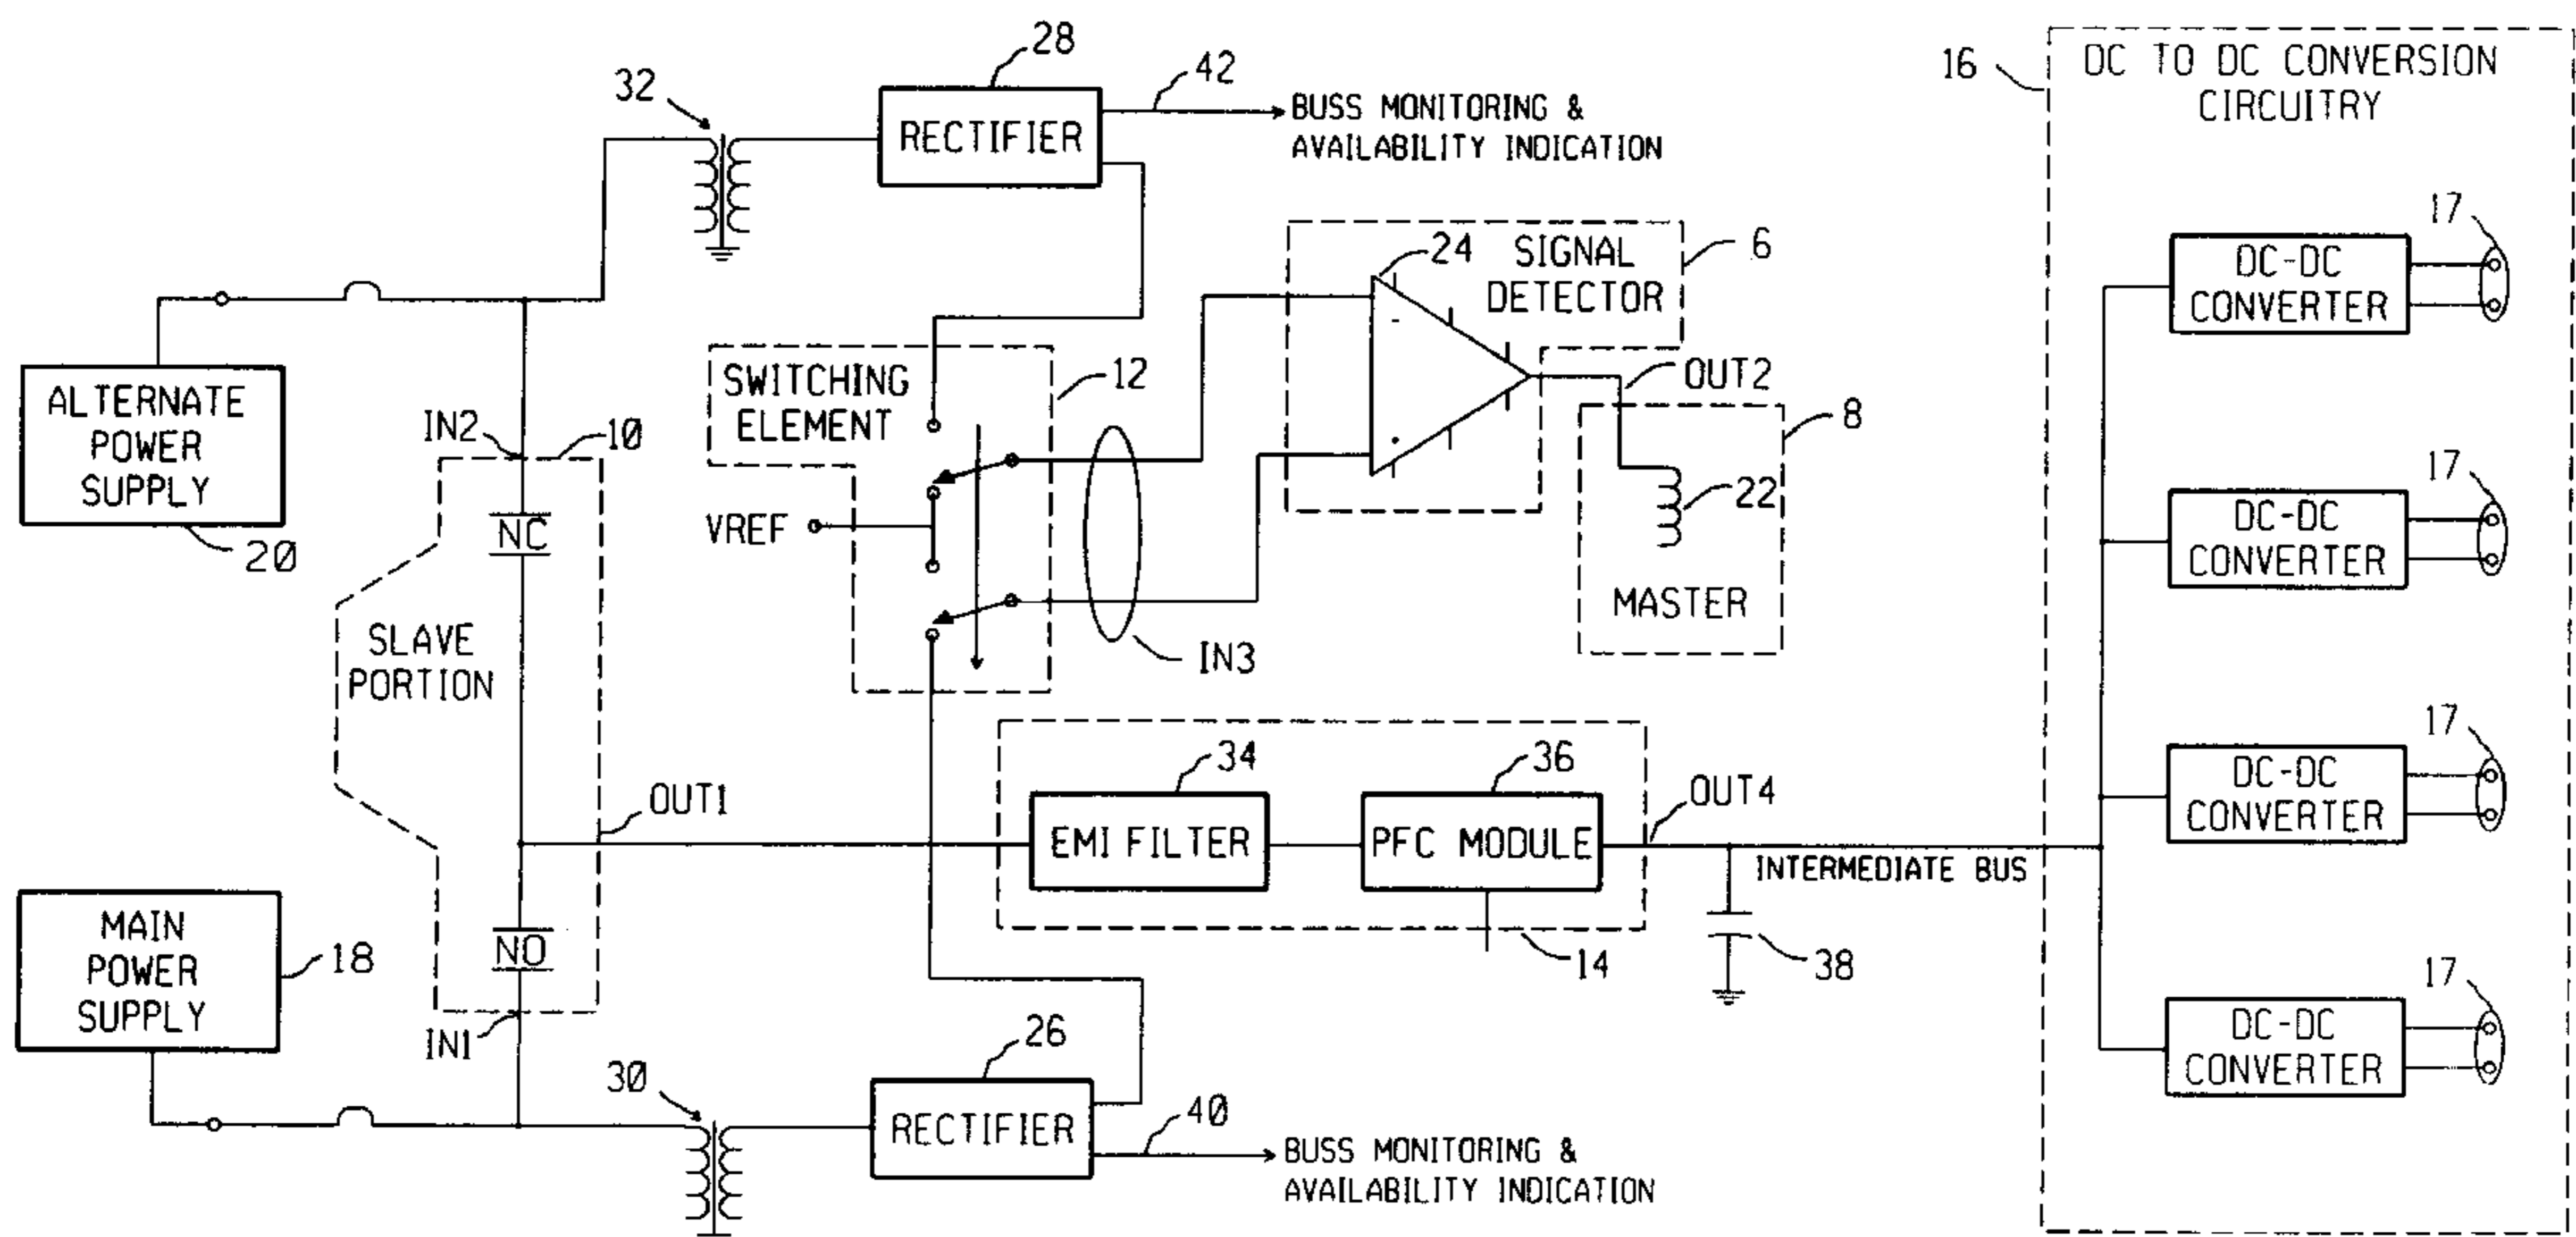 28
42
32
RECTIFIER
BUSS MONITORING &
AVAILABILITY INDICATION
16
DC TO DC CONVERSION
CIRCUITRY
17
DC-DC
CONVERTER
24
SIGNAL
DETECTOR
6
-
ALTERNATE
POWER
SUPPLY
20
IN2
10
NC
SLAVE
PORTION
SWITCHING
ELEMENT
12
VREF
IN3
OUT2
8
22
MASTER
17
DC-DC
CONVERTER
OUT1
34
36
EMI FILTER
PFC MODULE
OUT4
INTERMEDIATE BUS
14
38
17
DC-DC
CONVERTER
MAIN
POWER
SUPPLY
18
NO
IN1
30
26
RECTIFIER
40
BUSS MONITORING &
AVAILABILITY INDICATION
17
DC-DC
CONVERTER